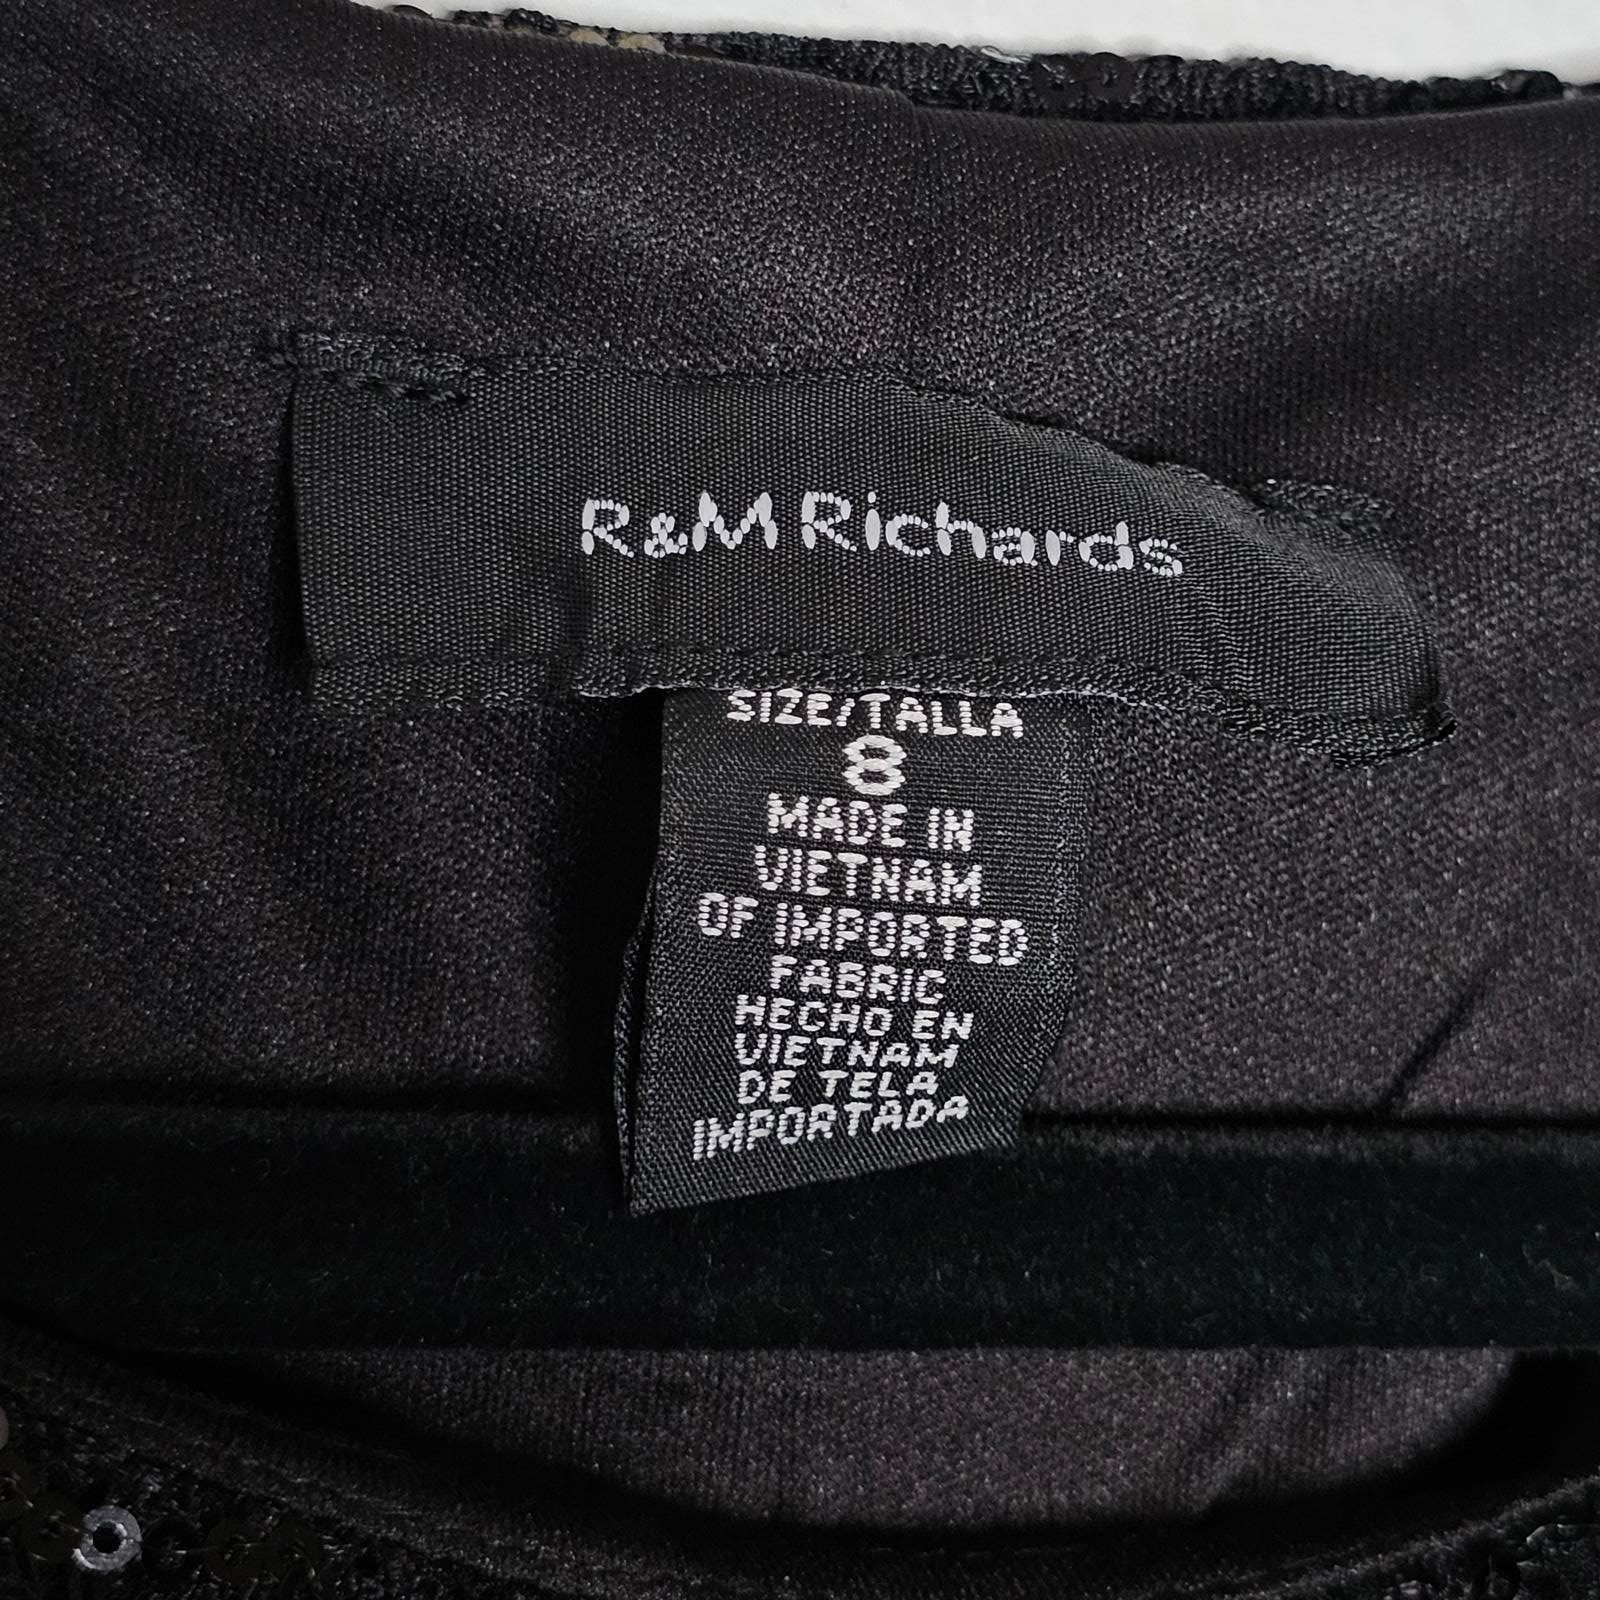 R&M Richards
SIZE/TALLA
8
MADE IN
VIETNAM
OF IMPORTED
FABRIC
HECHO EN
VIETNAM
DE TELA
IMPORTADA